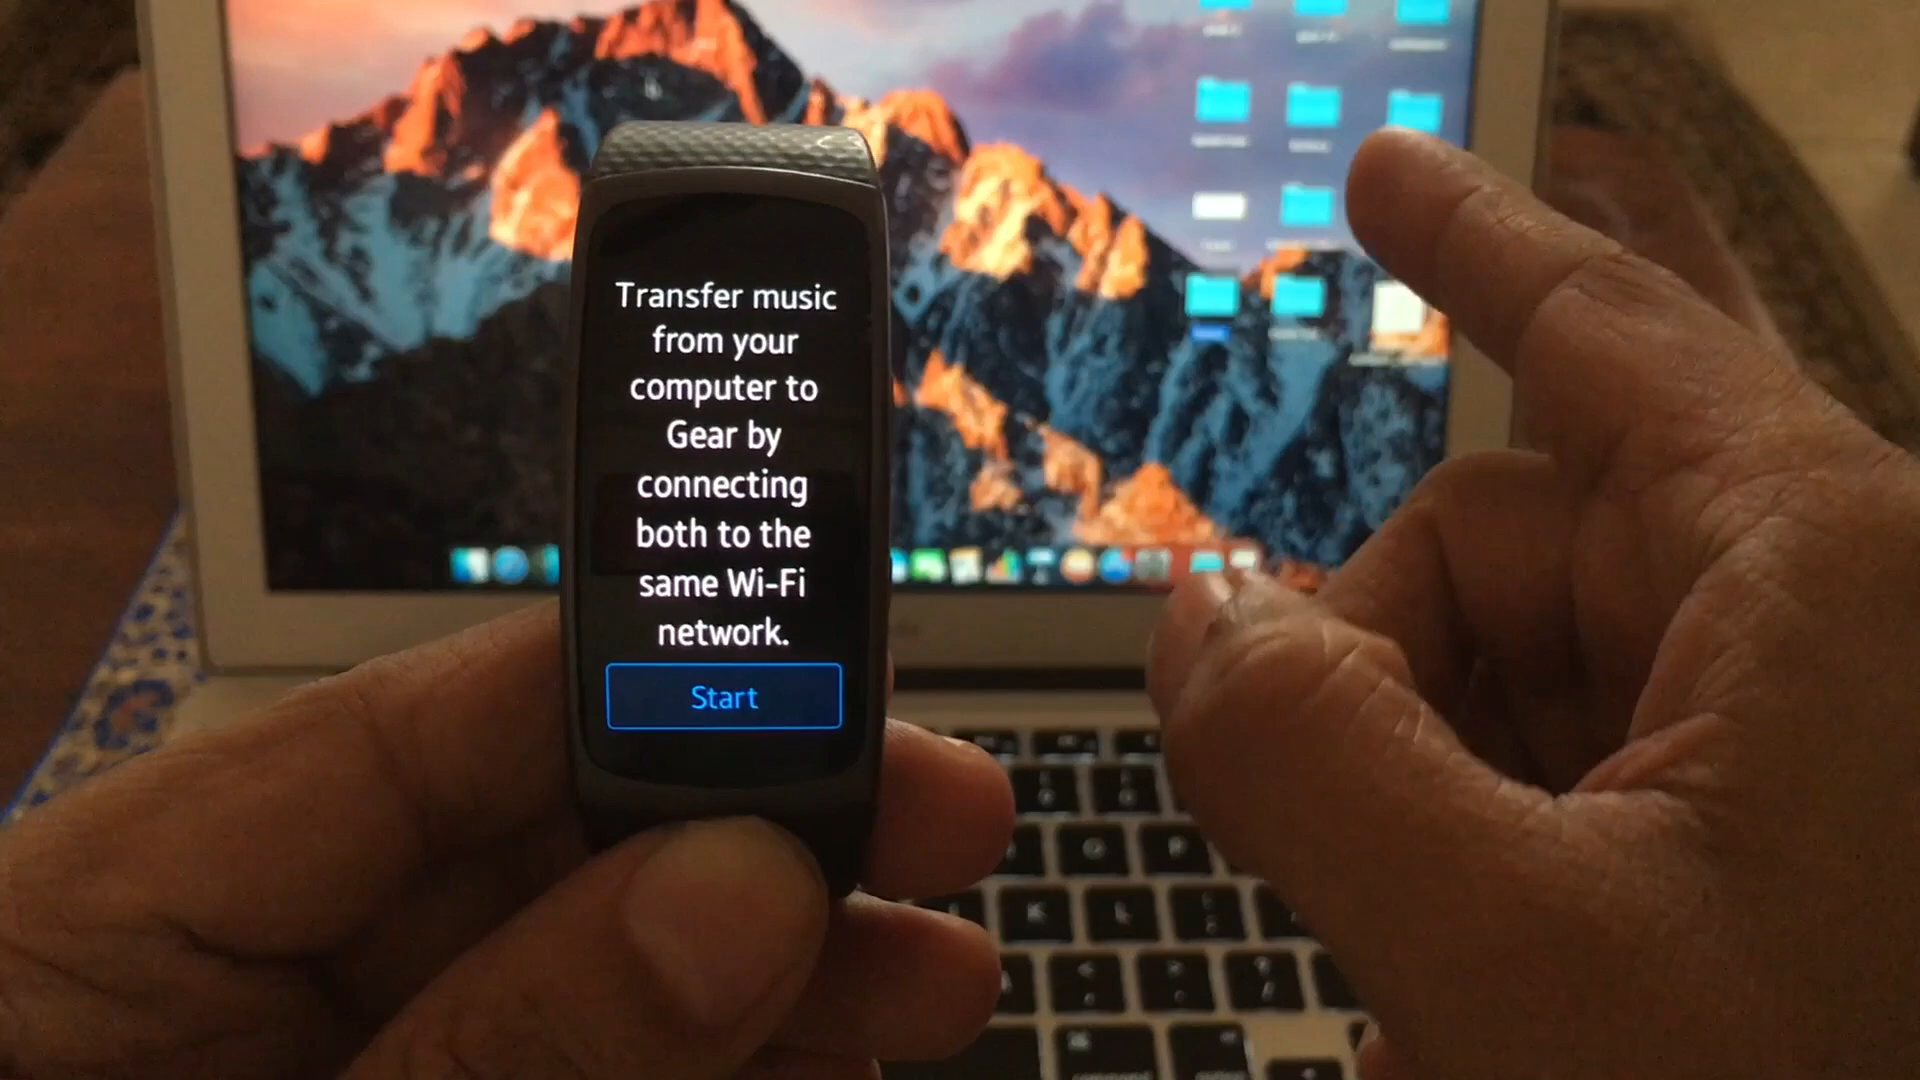 Transfer music
from your
computer to
Gear by
connecting
both to the
same Wi-Fi
network.
Start
O
P
K
L
<
>
?